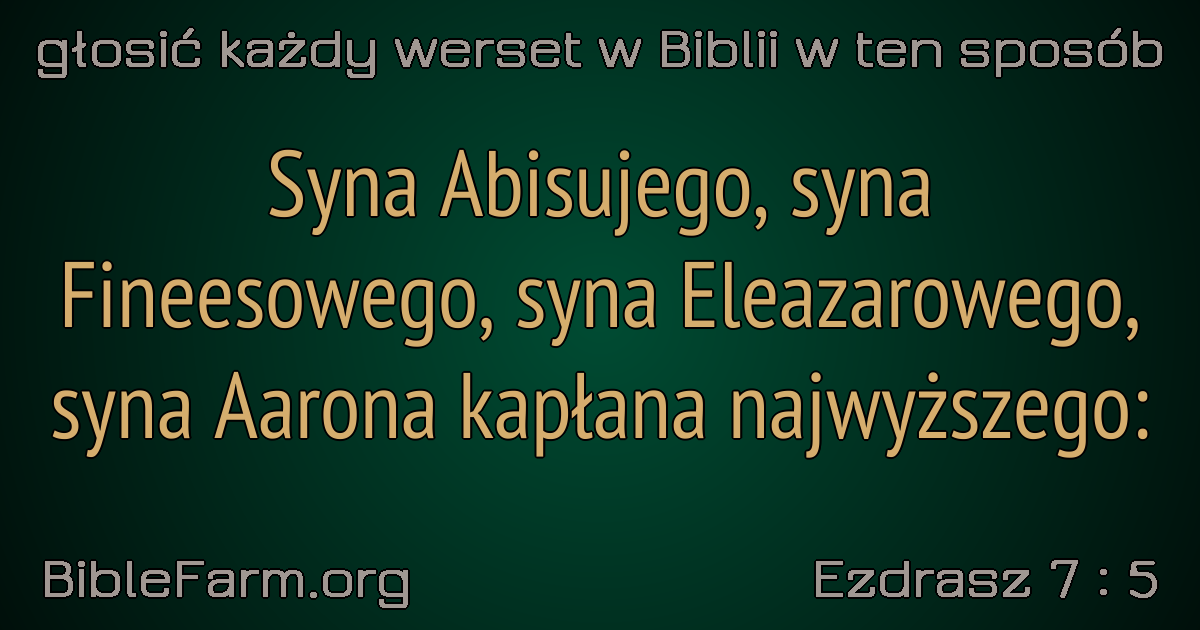 głosić każdy werset w Biblii w ten sposób
Syna Abisujego, syna
Fineesowego, syna Eleazarowego,
syna Aarona kapłana najwyższego:
BibleFarm.org
Ezdrasz 7 : 5